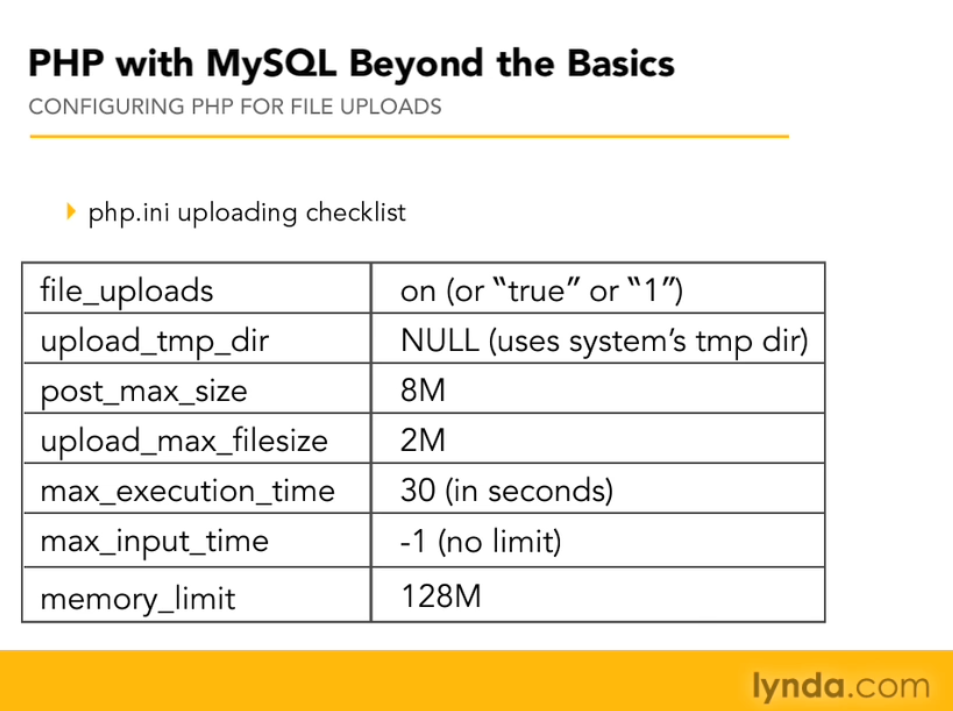 PHP with MySQL Beyond the Basics
CONFIGURING PHP FOR FILE UPLOADS
php.ini uploading checklist
file_uploads on (or “true” or “1”)
upload_tmp_dir NULL (uses system’s tmp dir)
post_max_size 8M
upload_max_filesize 2M
max_execution_time 30 (in seconds)
max_input_time -1 (no limit)
memory_limit 128M
lynda.com